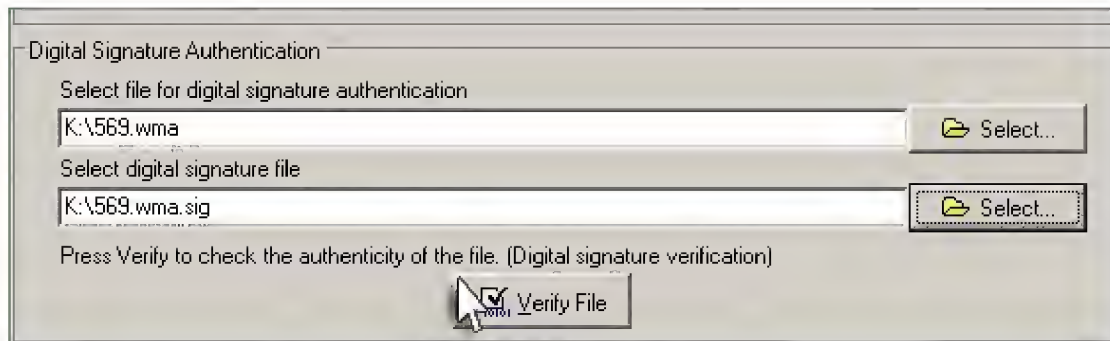 Digital Signature Authentication
Select file for digital signature authentication
K:\569.wma
Select...
Select digital signature file
K:\569.wma.sig
Select...
Press Verify to check the authenticity of the file. (Digital signature verification)
Verify File